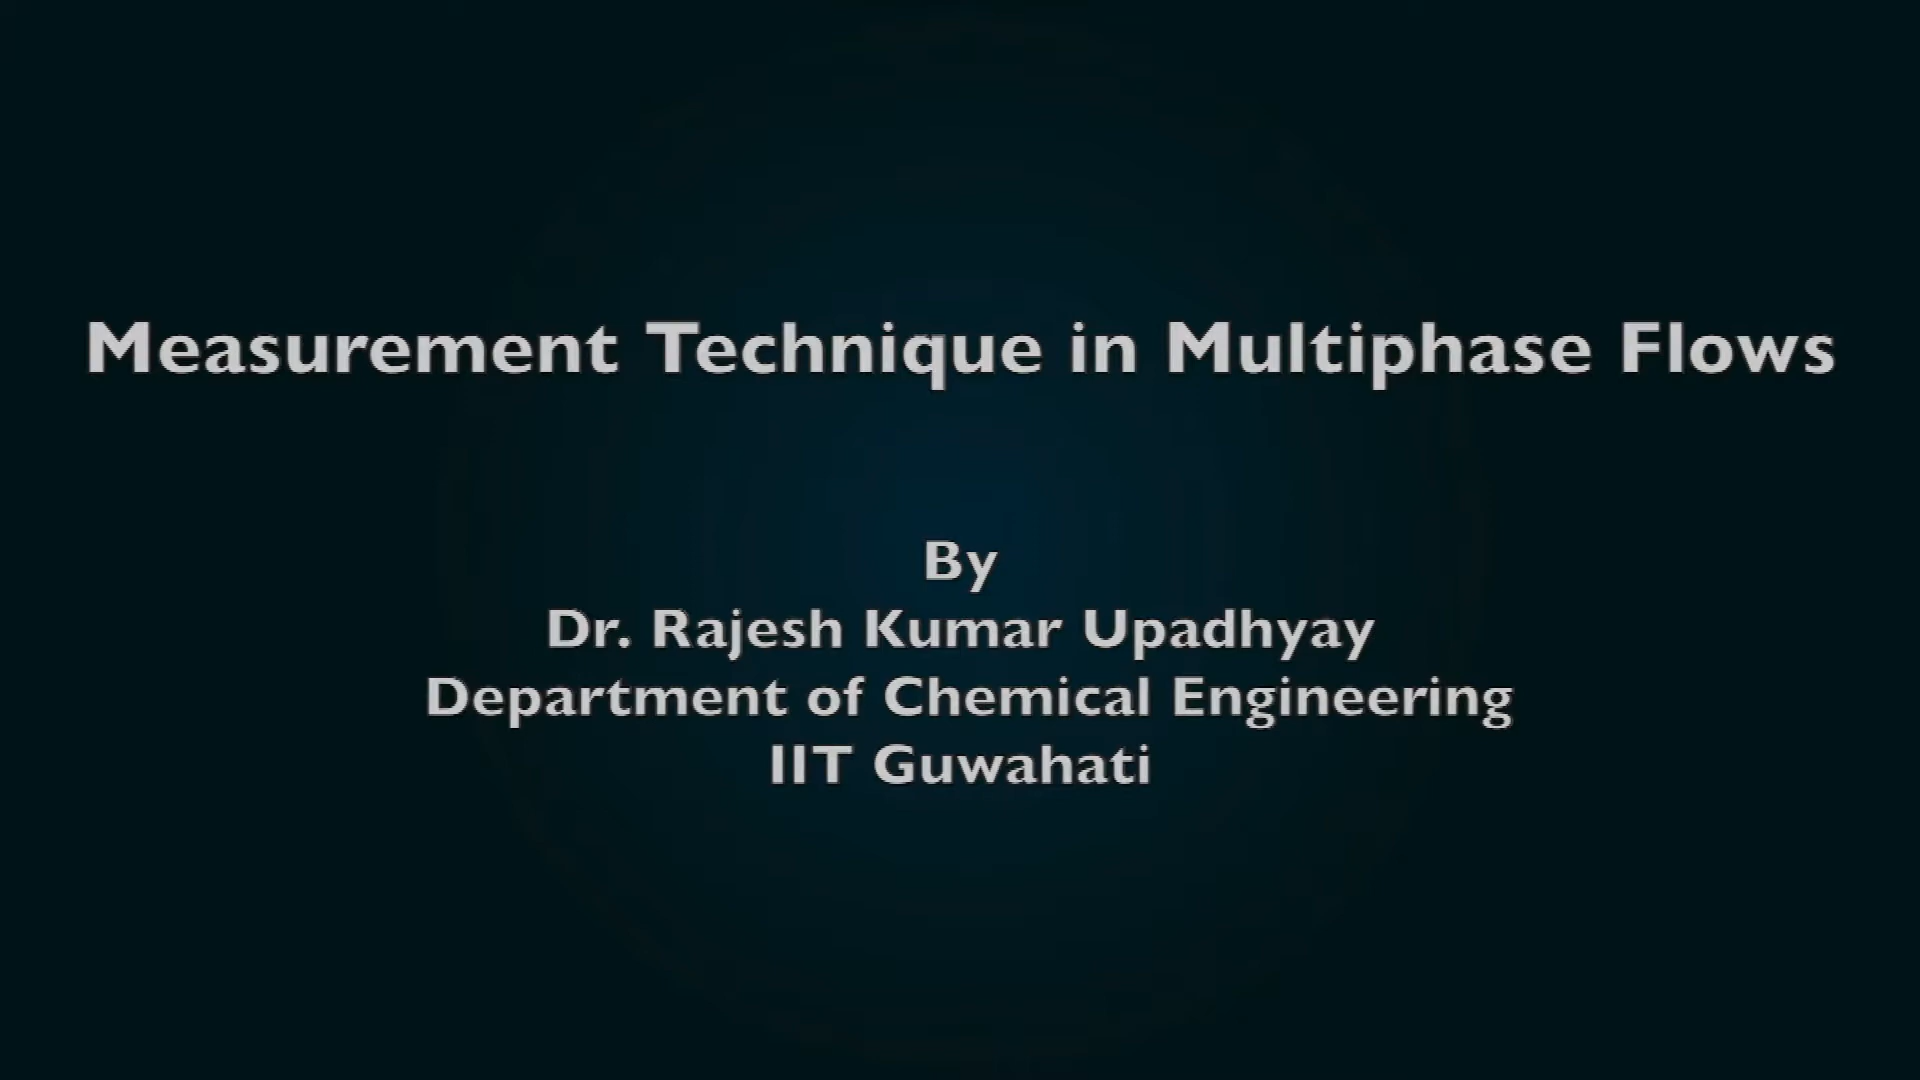 Measurement Technique in Multiphase Flows
By
Dr. Rajesh Kumar Upadhyay
Department of Chemical Engineering
IIT Guwahati